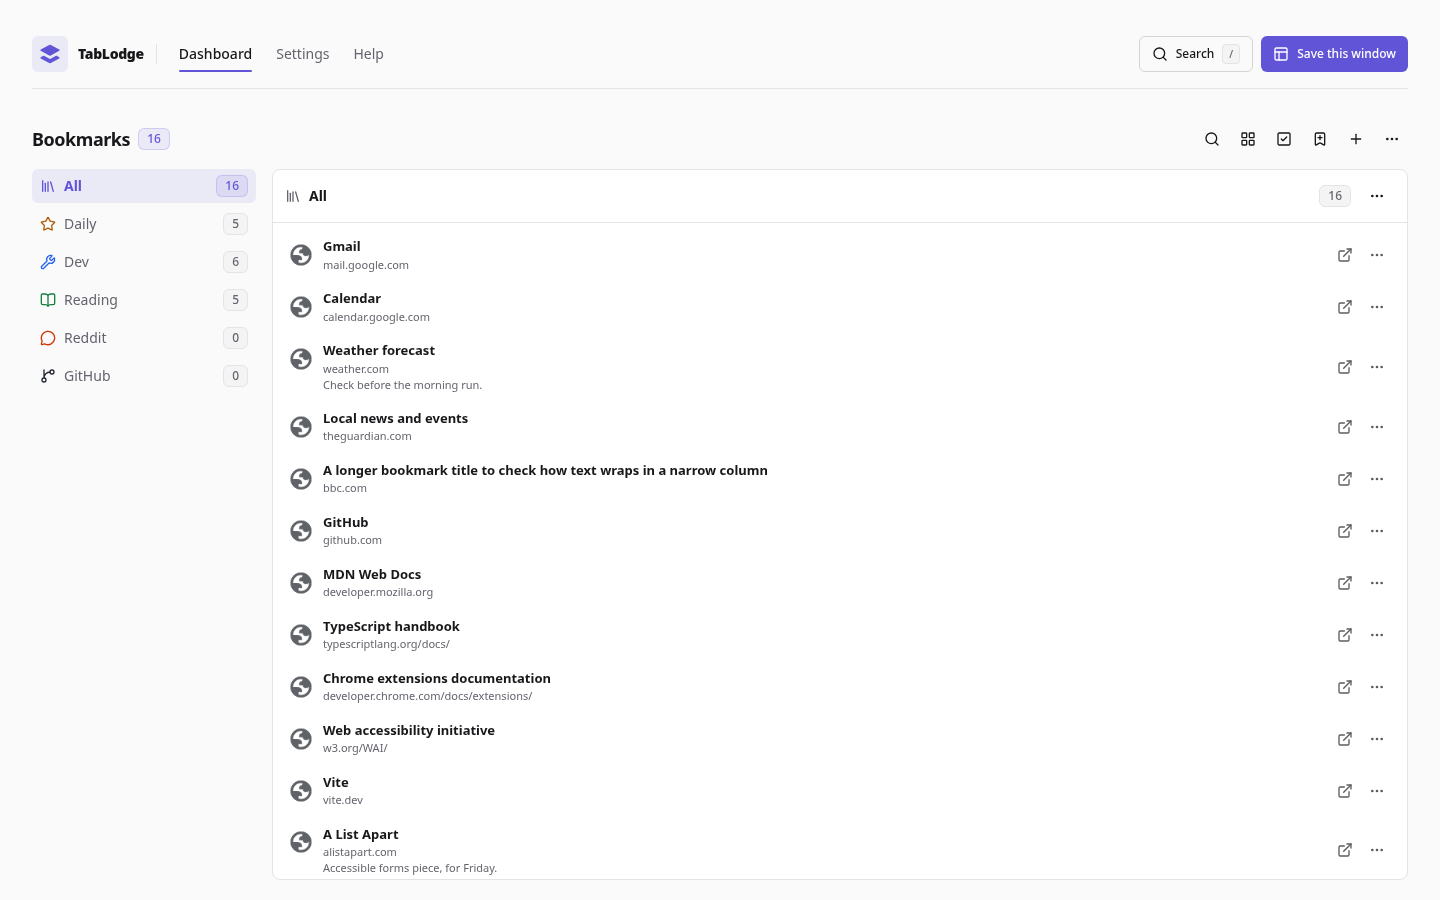 TabLodge
Dashboard
Settings
Help
Search /
Save this window
Bookmarks 16
All 16
Daily 5
Dev 6
Reading 5
Reddit 0
GitHub 0
All 16
Gmail
mail.google.com
Calendar
calendar.google.com
Weather forecast
weather.com
Check before the morning run.
Local news and events
theguardian.com
A longer bookmark title to check how text wraps in a narrow column
bbc.com
GitHub
github.com
MDN Web Docs
developer.mozilla.org
TypeScript handbook
typescriptlang.org/docs/
Chrome extensions documentation
developer.chrome.com/docs/extensions/
Web accessibility initiative
w3.org/WAI/
Vite
vite.dev
A List Apart
alistapart.com
Accessible forms piece, for Friday.